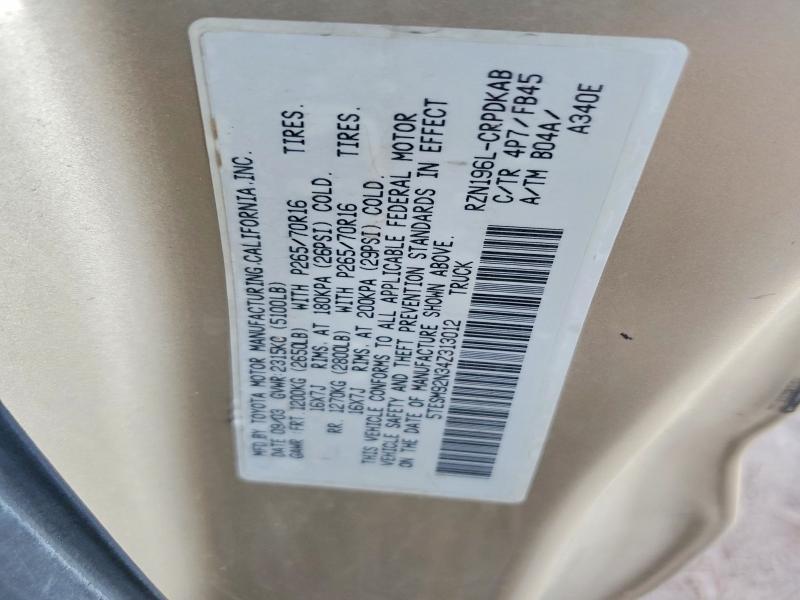 MFD BY TOYOTA MOTOR MANUFACTURING,CALIFORNIA,INC.
DATE 09/03 GVWR 2315KG (5100LB)
GAWR FRT 1200KG (2650LB) WITH P265/70R16 TIRES.
16X7J RIMS. AT 180KPA (26PSI) COLD.
RR. 1270KG (2800LB) WITH P265/70R16 TIRES.
16X7J RIMS. AT 200KPA (29PSI) COLD.
THIS VEHICLE CONFORMS TO ALL APPLICABLE FEDERAL MOTOR
VEHICLE SAFETY AND THEFT PREVENTION STANDARDS IN EFFECT
ON THE DATE OF MANUFACTURE SHOWN ABOVE.
5TESM92N34Z313012 TRUCK
RZN196L-CRPDKAB
C/TR 4P7/FB45
A/TM B04A/
A340E